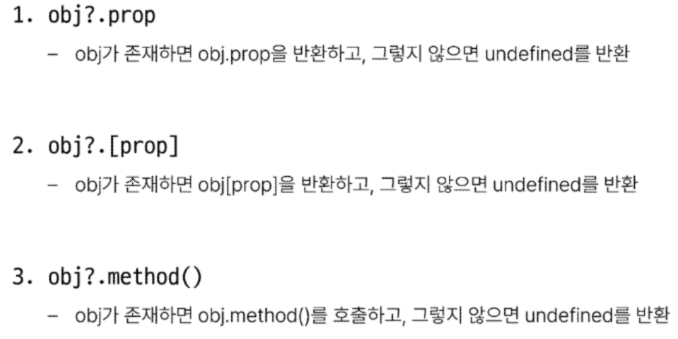 1. obj?.prop
– obj가 존재하면 obj.prop을 반환하고, 그렇지 않으면 undefined를 반환
2. obj?.[prop]
– obj가 존재하면 obj[prop]을 반환하고, 그렇지 않으면 undefined를 반환
3. obj?.method()
– obj가 존재하면 obj.method()를 호출하고, 그렇지 않으면 undefined를 반환